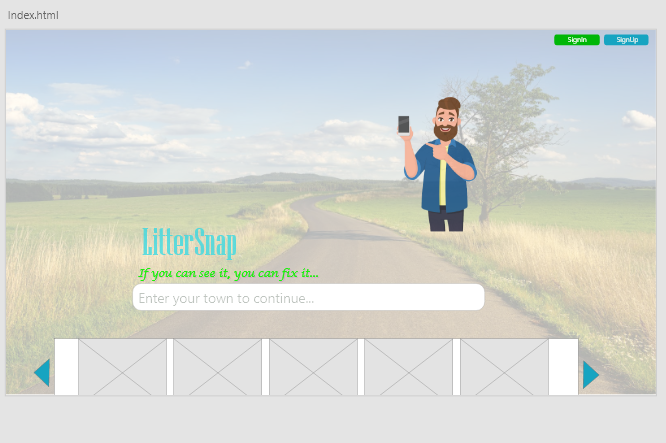 Index.html
SignIn
SignUp
LitterSnap
If you can see it, you can fix it...
Enter your town to continue...